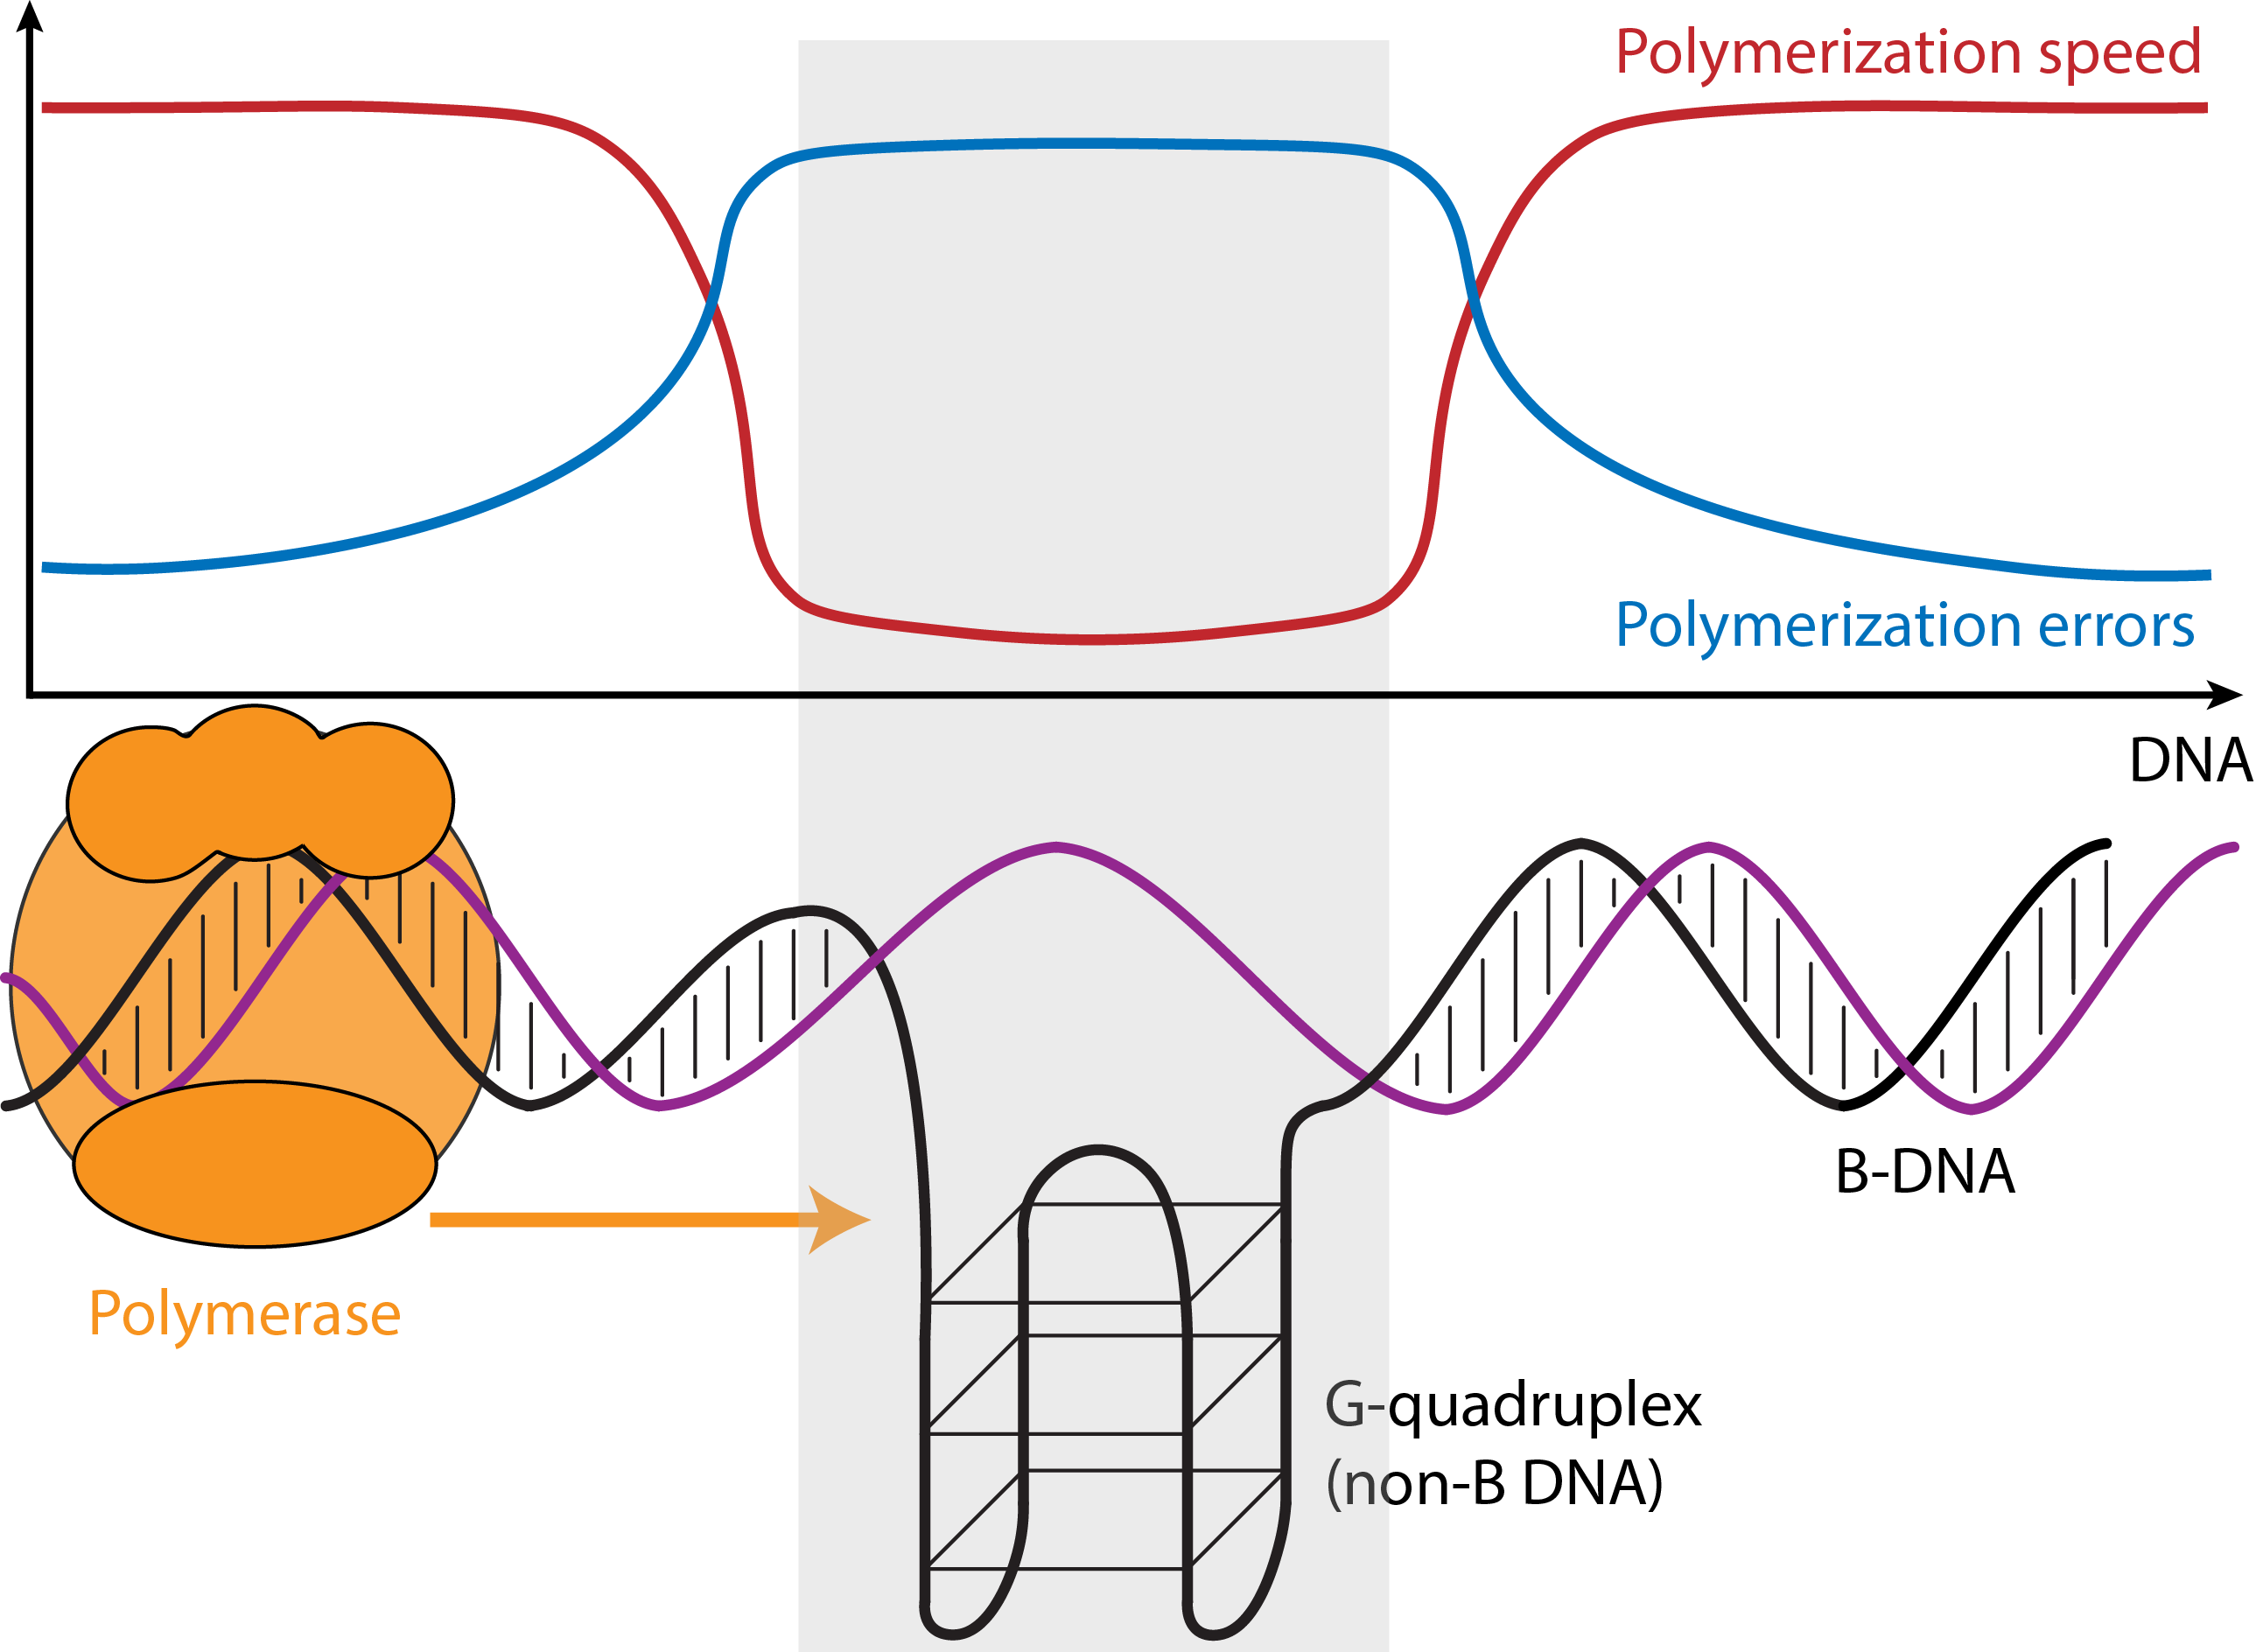 Polymerization speed
Polymerization errors
DNA
B-DNA
Polymerase
G-quadruplex
(non-B DNA)